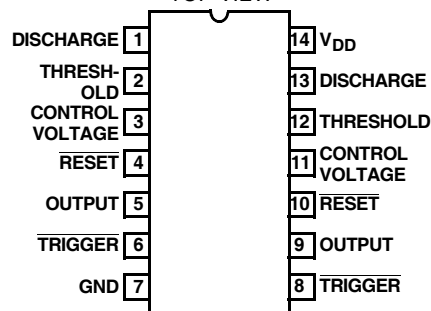 TOP VIEW
DISCHARGE 1
THRESH-
OLD 2
CONTROL
VOLTAGE 3
RESET 4
OUTPUT 5
TRIGGER 6
GND 7
14 VDD
13 DISCHARGE
12 THRESHOLD
11 CONTROL
VOLTAGE
10 RESET
9 OUTPUT
8 TRIGGER